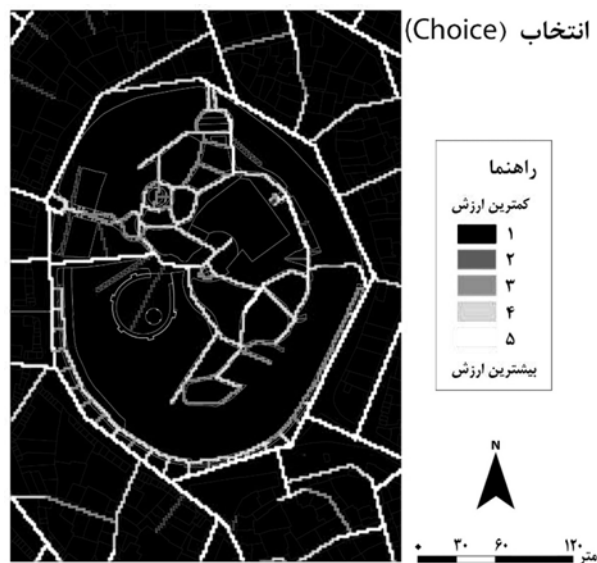 انتخاب (Choice)
راهنما
کمترین ارزش
۱
۲
۳
۴
۵
بیشترین ارزش
N
۰ ۳۰ ۶۰ ۱۲۰
متر